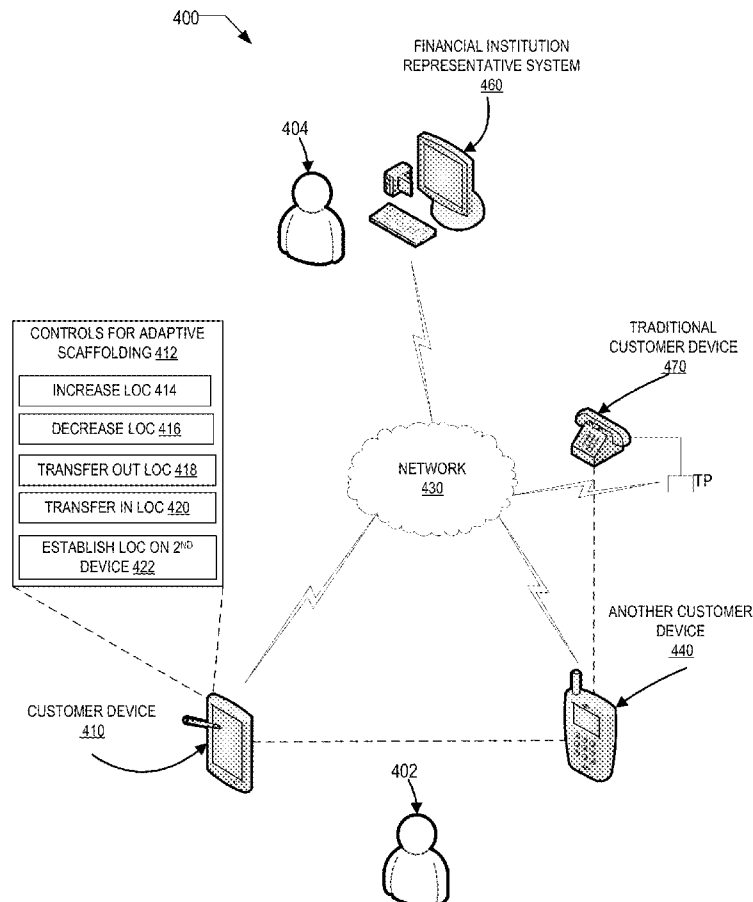 400
FINANCIAL INSTITUTION
REPRESENTATIVE SYSTEM
460
404
CONTROLS FOR ADAPTIVE
SCAFFOLDING 412
INCREASE LOC 414
DECREASE LOC 416
TRANSFER OUT LOC 418
TRANSFER IN LOC 420
ESTABLISH LOC ON 2ND
DEVICE 422
TRADITIONAL
CUSTOMER DEVICE
470
NETWORK
430
TP
ANOTHER CUSTOMER
DEVICE
440
CUSTOMER DEVICE
410
402